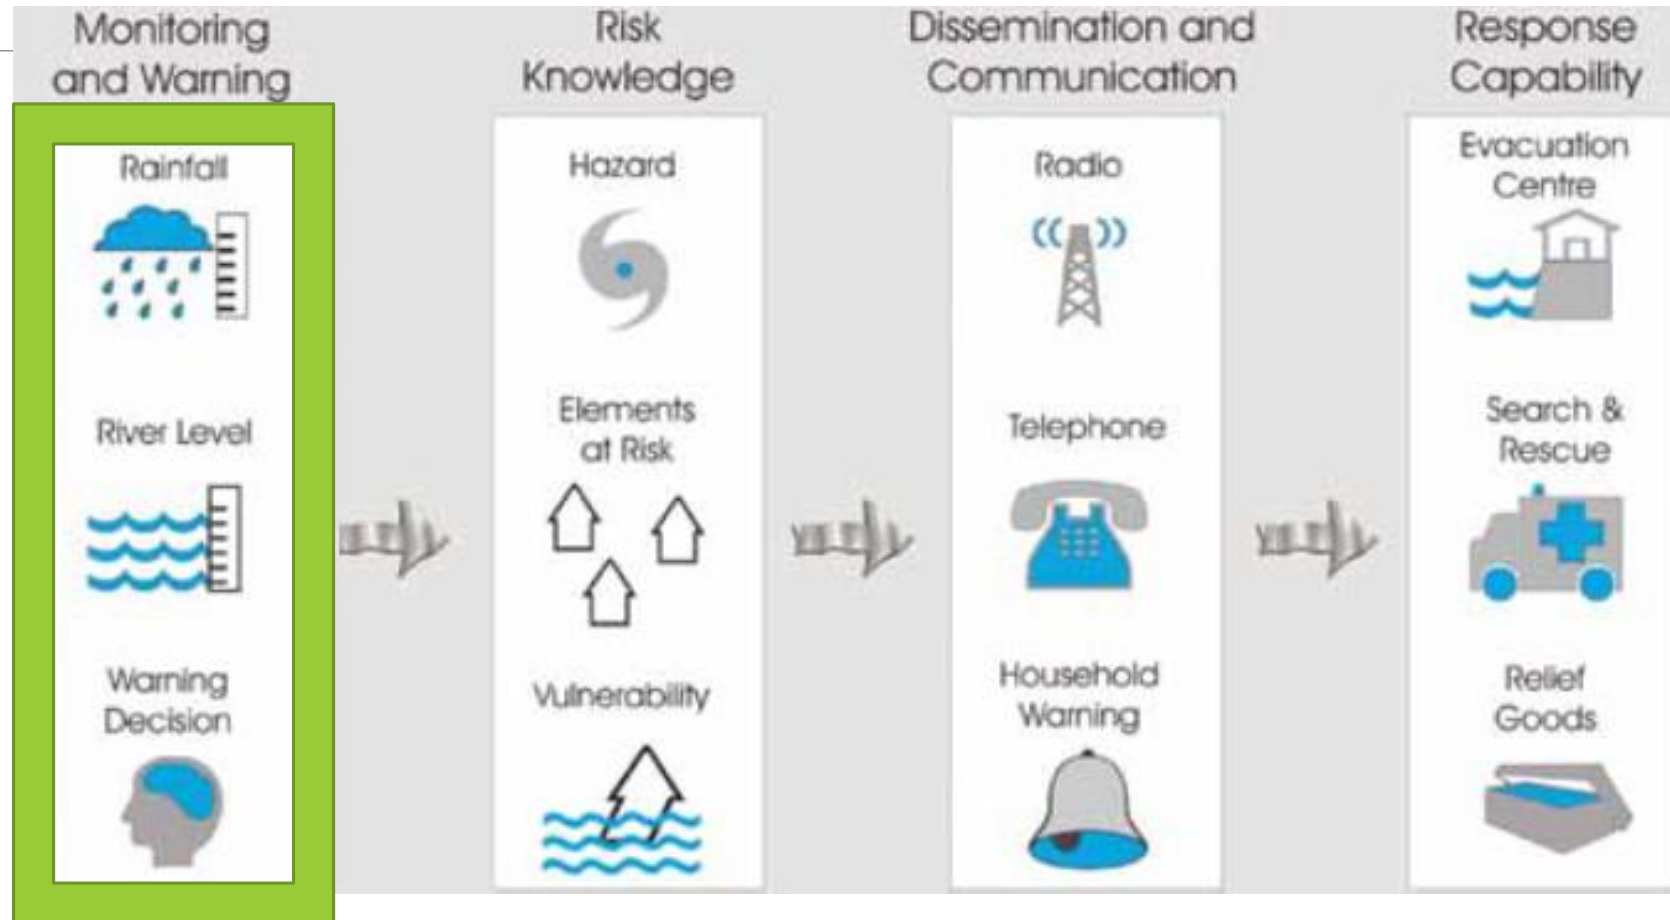 Monitoring
and Warning
Rainfall
River Level
Warning
Decision
Risk
Knowledge
Hazard
Elements
at Risk
Vulnerability
Dissemination and
Communication
Radio
Telephone
Household
Warning
Response
Capability
Evacuation
Centre
Search &
Rescue
Relief
Goods